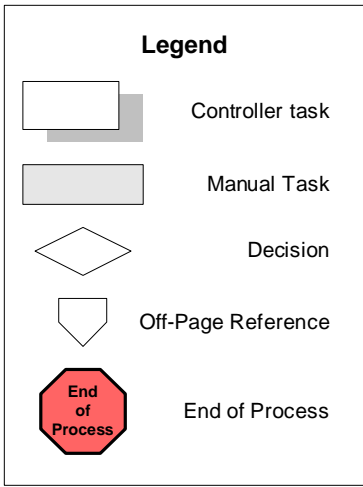 Legend
Controller task
Manual Task
Decision
Off-Page Reference
End
of
Process
End of Process